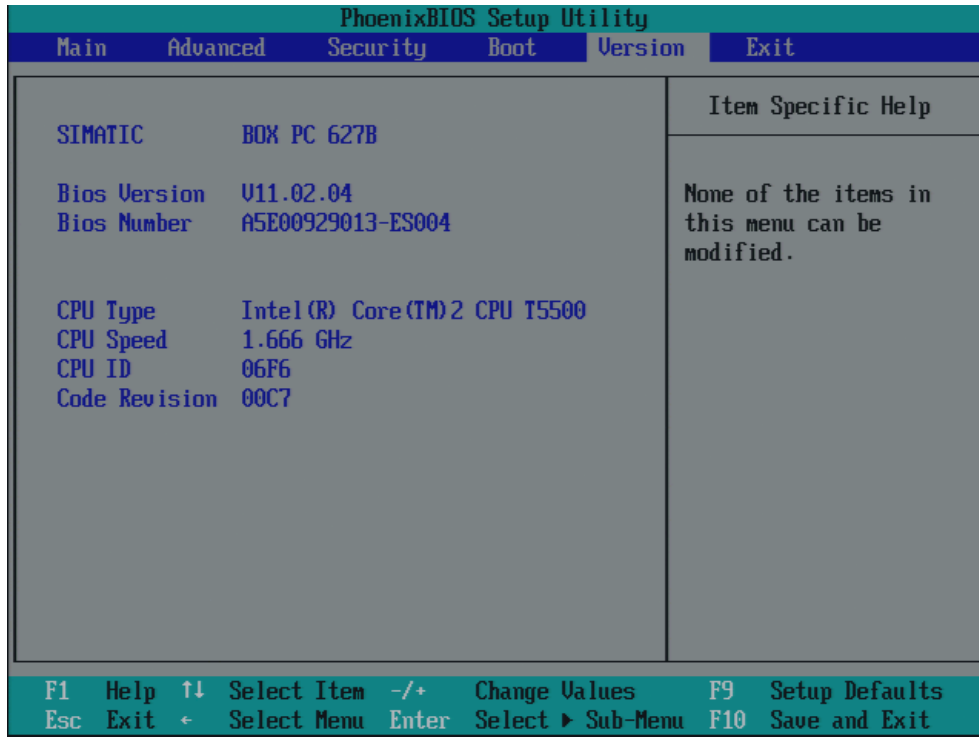 PhoenixBIOS Setup Utility
Main Advanced Security Boot Version Exit
SIMATIC BOX PC 627B
Bios Version V11.02.04
Bios Number A5E00929013-ES004
CPU Type Intel(R) Core(TM)2 CPU T5500
CPU Speed 1.666 GHz
CPU ID 06F6
Code Revision 00C7
Item Specific Help
None of the items in
this menu can be
modified.
F1 Help ↑↓ Select Item -/+ Change Values F9 Setup Defaults
Esc Exit ← Select Menu Enter Select ▶ Sub-Menu F10 Save and Exit